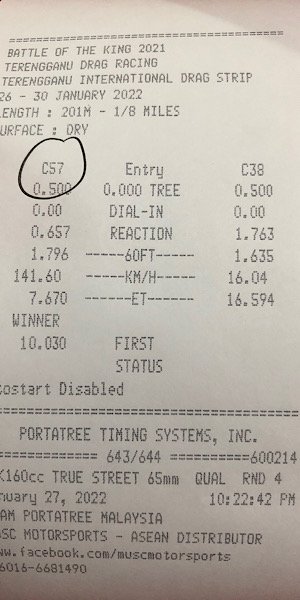 ==============================
BATTLE OF THE KING 2021
TERENGGANU DRAG RACING
TERENGGANU INTERNATIONAL DRAG STRIP
26 - 30 JANUARY 2022
LENGTH : 201M - 1/8 MILES
URFACE : DRY
C57 Entry C38
0.500 0.000 TREE 0.500
0.00 DIAL-IN 0.00
0.657 REACTION 1.763
1.796 -----60FT----- 1.635
141.60 -----KM/H----- 16.04
7.670 ------ET------ 16.594
WINNER
10.030 FIRST
STATUS
tostart Disabled
==============================
PORTATREE TIMING SYSTEMS, INC.
============ 643/644 ==========600214
K160cc TRUE STREET 65mm QUAL RND 4
nuary 27, 2022 10:22:42 PM
AM PORTATREE MALAYSIA
SC MOTORSPORTS - ASEAN DISTRIBUTOR
ww.facebook.com/muscmotorsports
6016-6681490